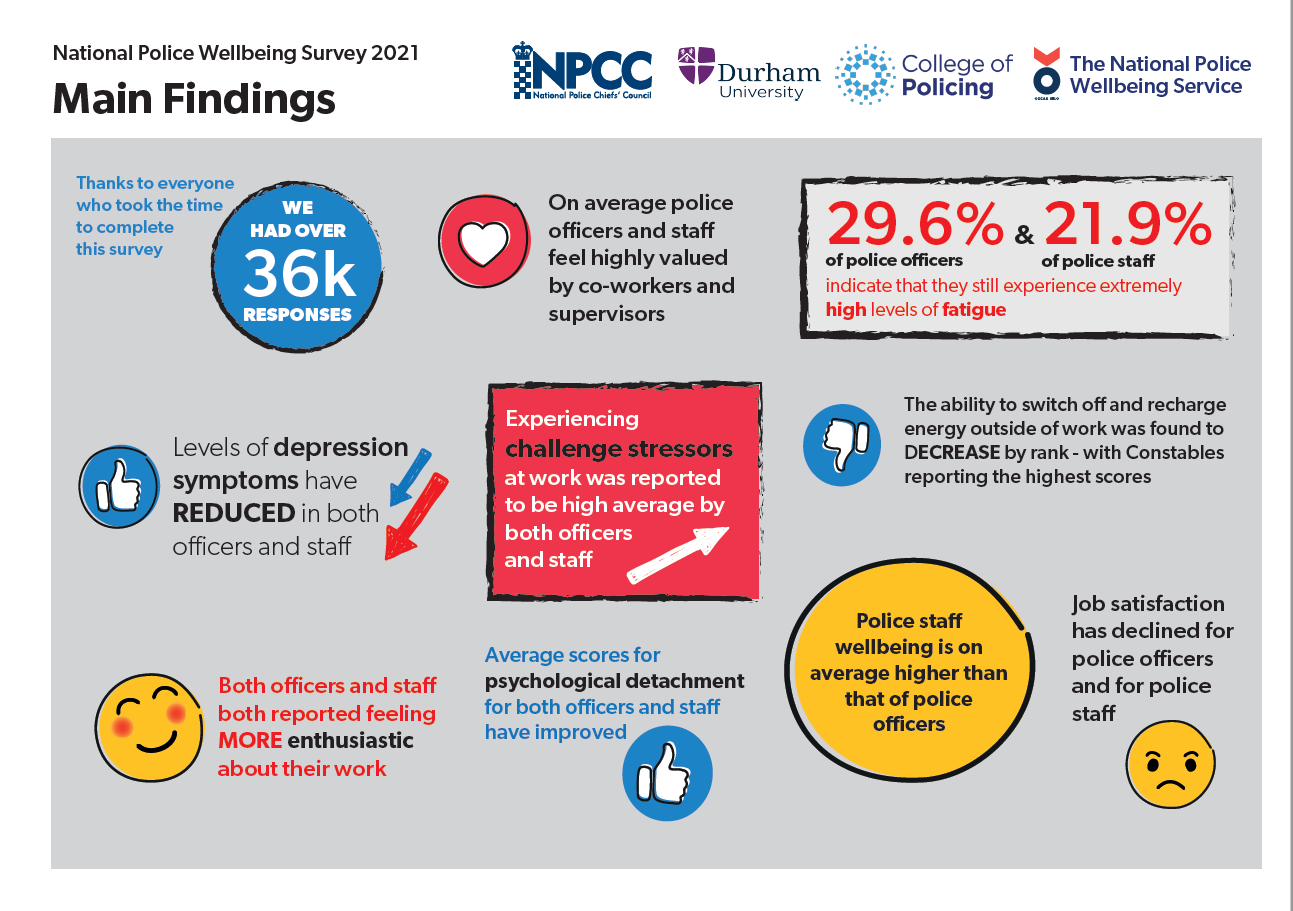 National Police Wellbeing Survey 2021
Main Findings
NPCC
National Police Chiefs' Council
Durham
University
College of
Policing
OSCAR KILO
The National Police
Wellbeing Service
Thanks to everyone
who took the time
to complete
this survey
WE
HAD OVER
36k
RESPONSES
On average police
officers and staff
feel highly valued
by co-workers and
supervisors
29.6% & 21.9%
of police officers of police staff
indicate that they still experience extremely
high levels of fatigue
Levels of depression
symptoms have
REDUCED in both
officers and staff
Experiencing
challenge stressors
at work was reported
to be high average by
both officers
and staff
The ability to switch off and recharge
energy outside of work was found to
DECREASE by rank - with Constables
reporting the highest scores
Both officers and staff
both reported feeling
MORE enthusiastic
about their work
Average scores for
psychological detachment
for both officers and staff
have improved
Police staff
wellbeing is on
average higher than
that of police
officers
Job satisfaction
has declined for
police officers
and for police
staff